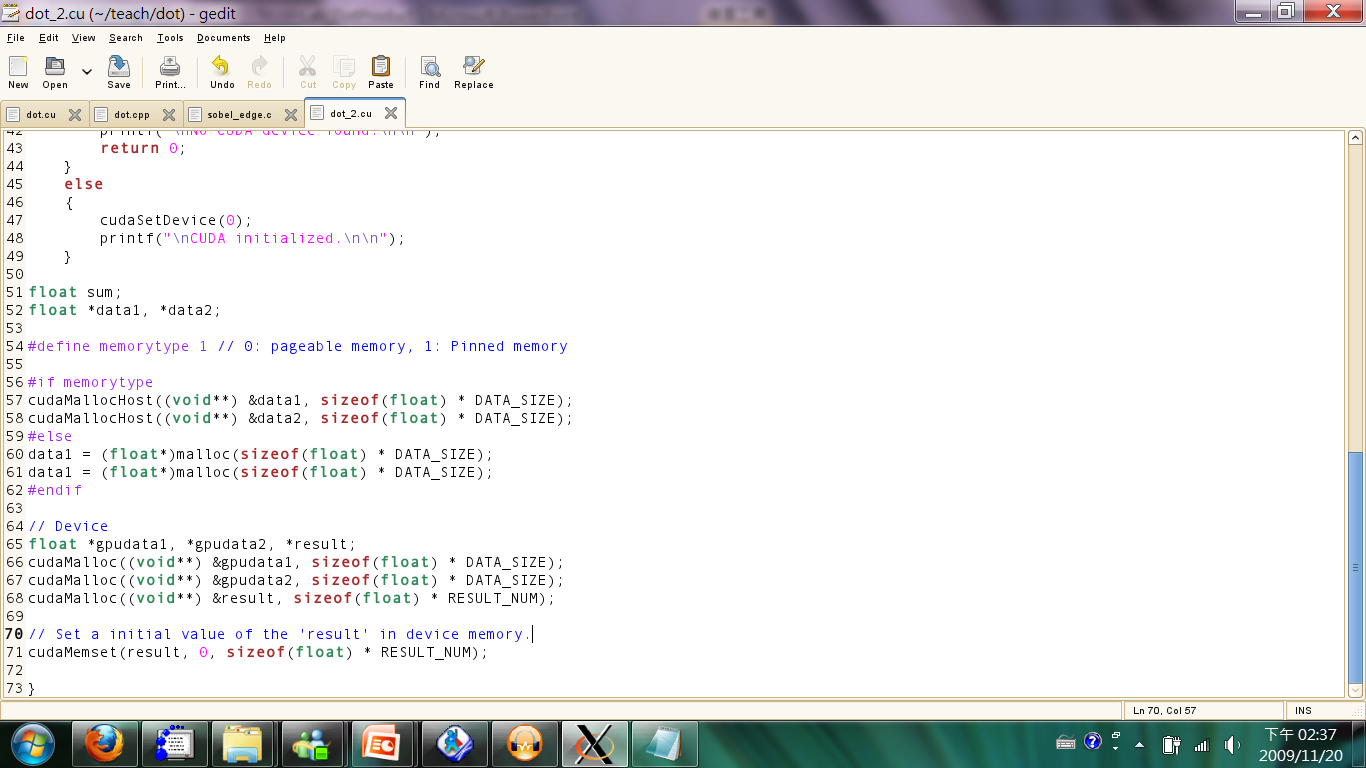 dot_2.cu (~/teach/dot) - gedit
File Edit View Search Tools Documents Help
New Open Save Print... Undo Redo Cut Copy Paste Find Replace
dot.cu dot.cpp sobel_edge.c dot_2.cu
42 printf("\nNo CUDA device found.\n\n");
43 return 0;
44 }
45 else
46 {
47 cudaSetDevice(0);
48 printf("\nCUDA initialized.\n\n");
49 }
50
51 float sum;
52 float *data1, *data2;
53
54 #define memorytype 1 // 0: pageable memory, 1: Pinned memory
55
56 #if memorytype
57 cudaMallocHost((void**) &data1, sizeof(float) * DATA_SIZE);
58 cudaMallocHost((void**) &data2, sizeof(float) * DATA_SIZE);
59 #else
60 data1 = (float*)malloc(sizeof(float) * DATA_SIZE);
61 data1 = (float*)malloc(sizeof(float) * DATA_SIZE);
62 #endif
63
64 // Device
65 float *gpudata1, *gpudata2, *result;
66 cudaMalloc((void**) &gpudata1, sizeof(float) * DATA_SIZE);
67 cudaMalloc((void**) &gpudata2, sizeof(float) * DATA_SIZE);
68 cudaMalloc((void**) &result, sizeof(float) * RESULT_NUM);
69
70 // Set a initial value of the 'result' in device memory.
71 cudaMemset(result, 0, sizeof(float) * RESULT_NUM);
72
73 }
Ln 70, Col 57 INS
下午 02:37
2009/11/20